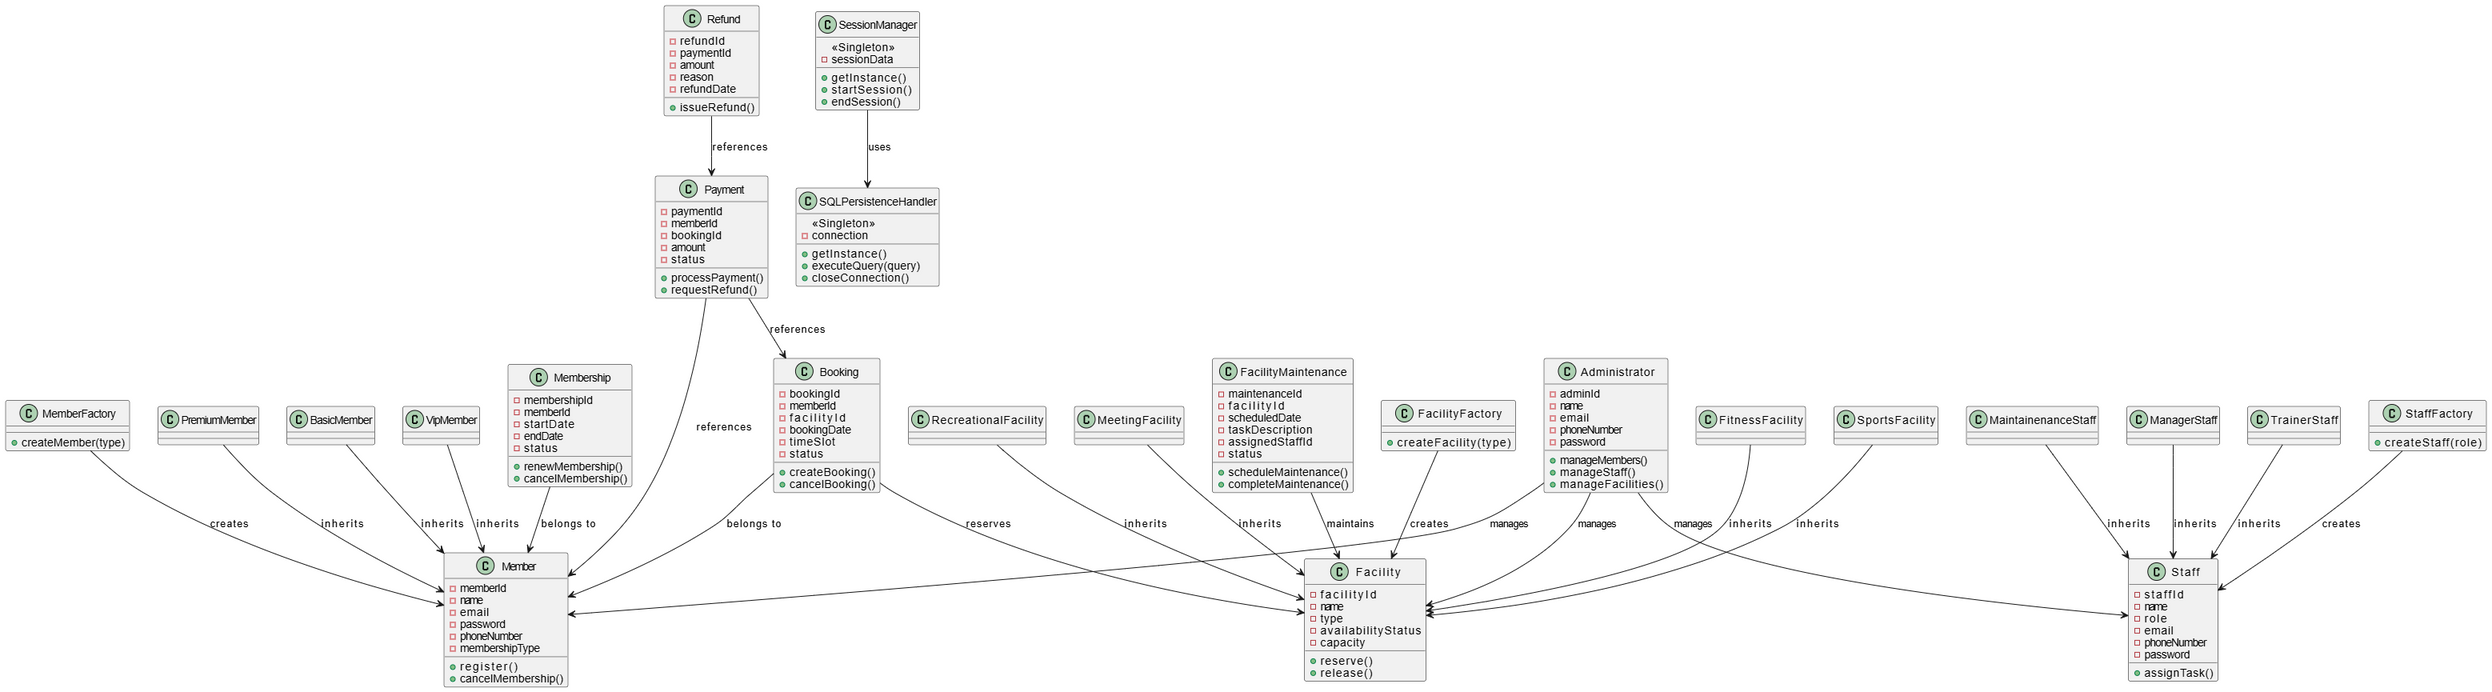 C Refund
refundId
paymentId
amount
reason
refundDate
issueRefund()
C SessionManager
«Singleton»
sessionData
getInstance()
startSession()
endSession()
references
uses
C Payment
paymentId
memberId
bookingId
amount
status
processPayment()
requestRefund()
C SQLPersistenceHandler
«Singleton»
connection
getInstance()
executeQuery(query)
closeConnection()
references
references
C MemberFactory
createMember(type)
C PremiumMember
C BasicMember
C VipMember
C Membership
membershipId
memberId
startDate
endDate
status
renewMembership()
cancelMembership()
C Booking
bookingId
memberId
facilityId
bookingDate
timeSlot
status
createBooking()
cancelBooking()
C RecreationalFacility
C MeetingFacility
C FacilityMaintenance
maintenanceId
facilityId
scheduledDate
taskDescription
assignedStaffId
status
scheduleMaintenance()
completeMaintenance()
C FacilityFactory
createFacility(type)
C Administrator
adminId
name
email
phoneNumber
password
manageMembers()
manageStaff()
manageFacilities()
C FitnessFacility
C SportsFacility
C MaintainenanceStaff
C ManagerStaff
C TrainerStaff
C StaffFactory
createStaff(role)
creates
inherits
inherits
inherits
belongs to
belongs to
reserves
inherits
inherits
maintains
creates
manages
manages
manages
inherits
inherits
inherits
inherits
inherits
creates
C Member
memberId
name
email
password
phoneNumber
membershipType
register()
cancelMembership()
C Facility
facilityId
name
type
availabilityStatus
capacity
reserve()
release()
C Staff
staffId
name
role
email
phoneNumber
password
assignTask()